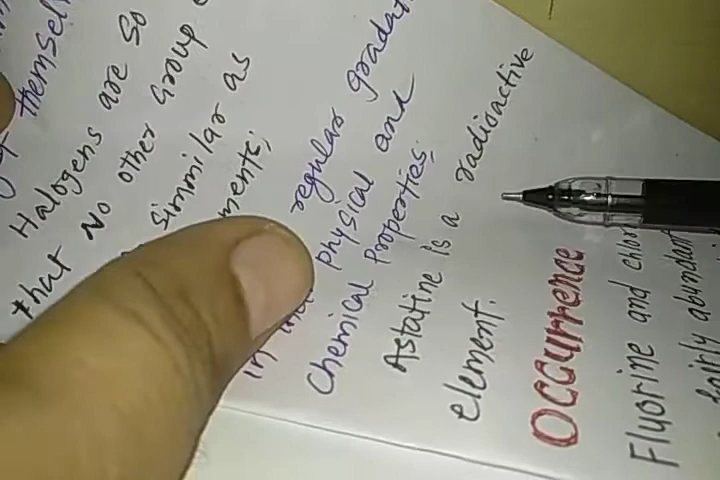 themsel
Halogens are so
that No other Group
simmilar as
ments;
in regular gradat
Physical and
Chemical Properties.
Astatine is a radioactive
element.
Occurrence
Fluorine and chlor
fairly abundant